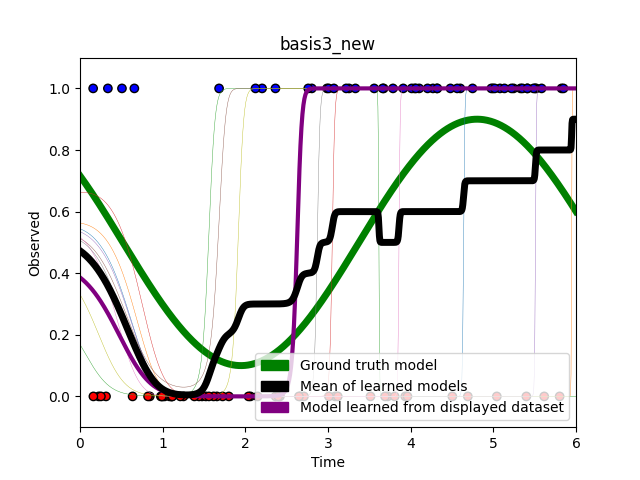 basis3_new
Observed
1.0
0.8
0.6
0.4
0.2
0.0
Ground truth model
Mean of learned models
Model learned from displayed dataset
0
1
2
3
4
5
6
Time